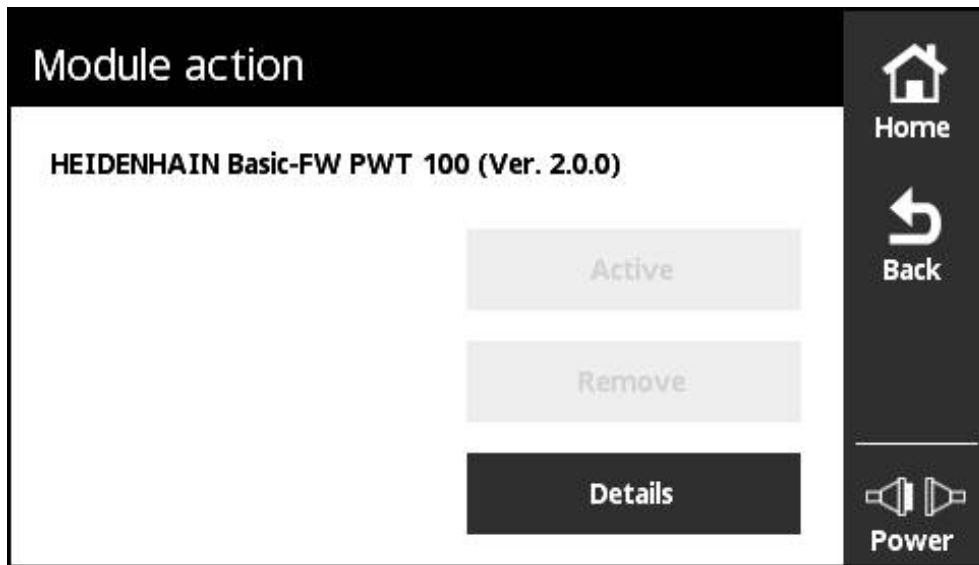 Module action
HEIDENHAIN Basic-FW PWT 100 (Ver. 2.0.0)
Active
Remove
Details
Home
Back
Power